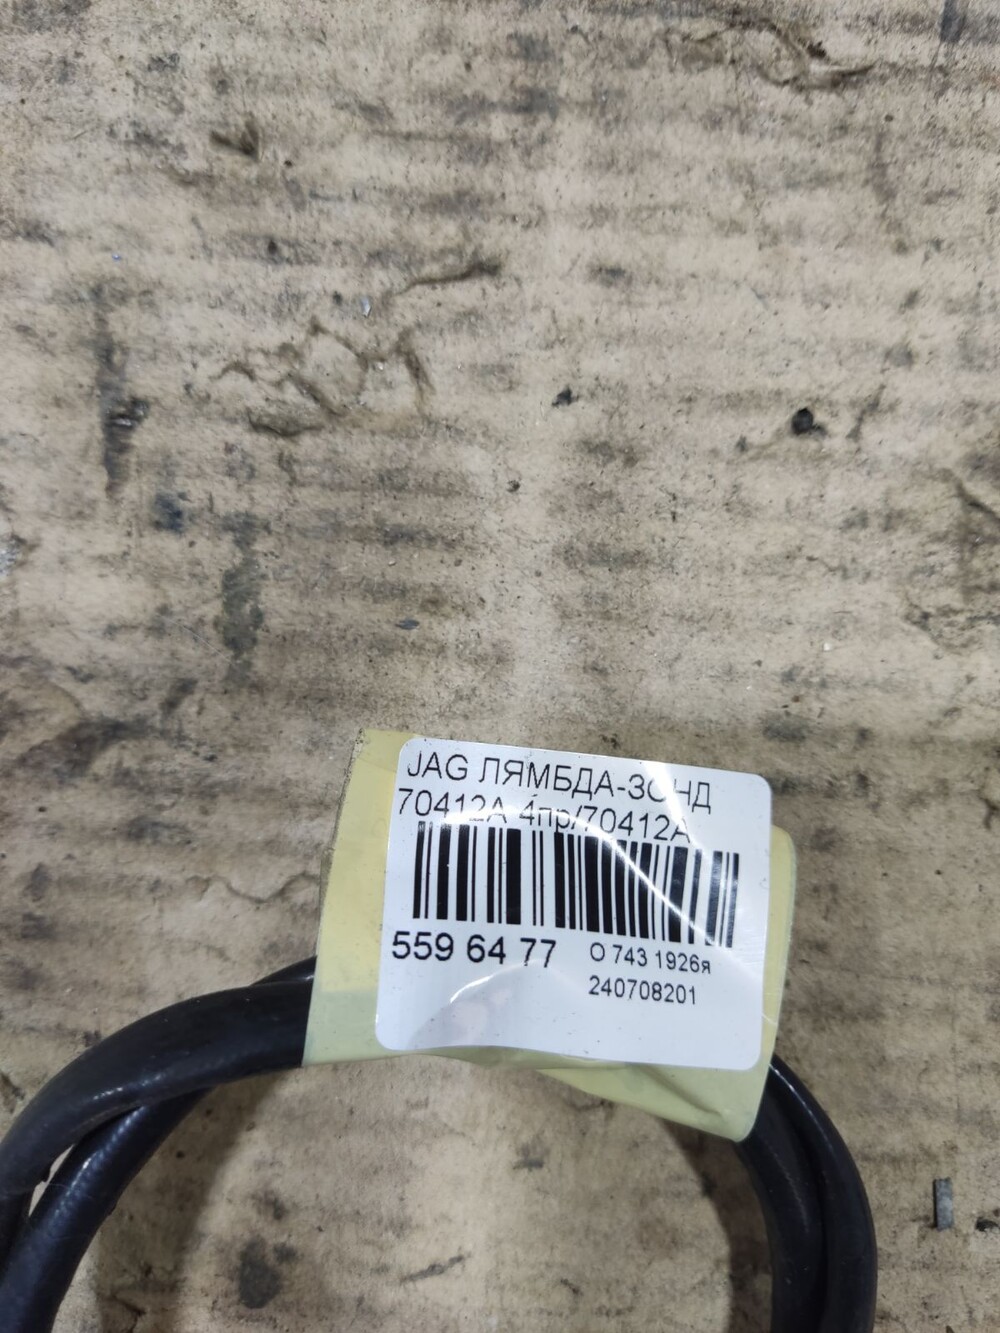 JAG ЛЯМБДА-ЗОНД
70412A 4пр/70412A
559 64 77
О 743 1926я
240708201